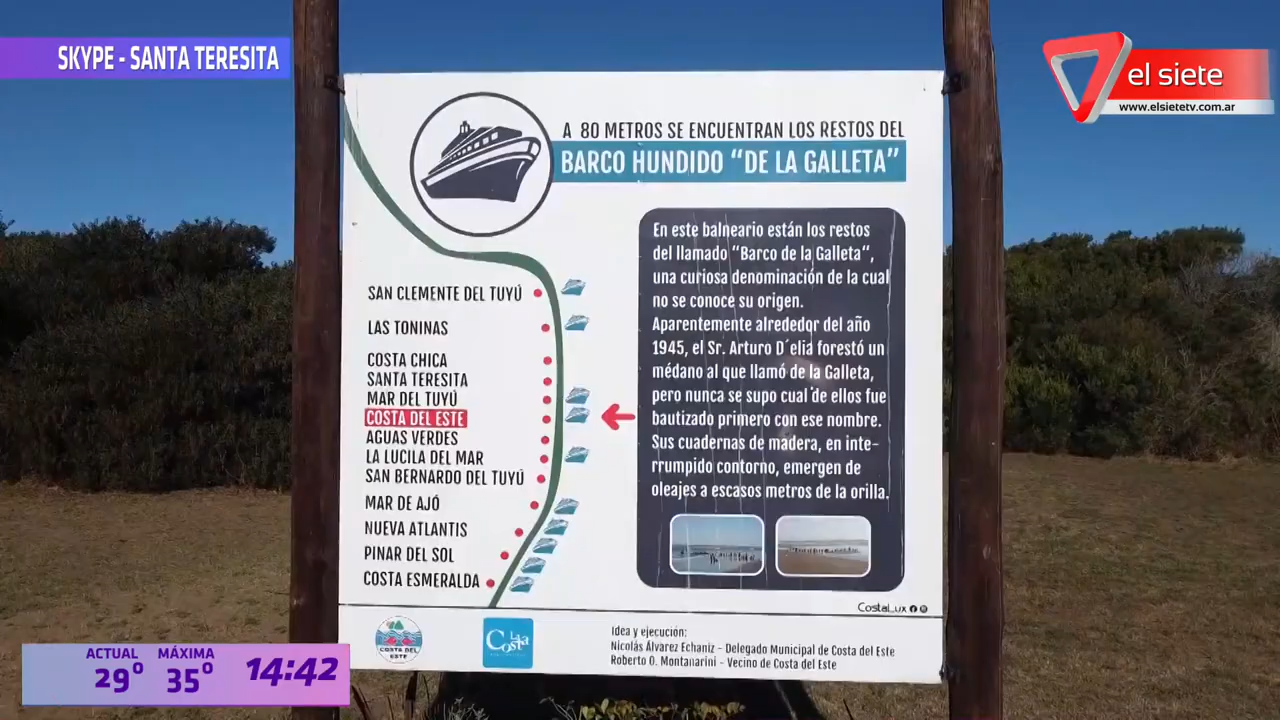 SKYPE - SANTA TERESITA
el siete
www.elsietetv.com.ar
A 80 METROS SE ENCUENTRAN LOS RESTOS DEL
BARCO HUNDIDO “DE LA GALLETA”
En este balneario están los restos
del llamado “Barco de la Galleta“,
una curiosa denominación de la cual
no se conoce su origen.
Aparentemente alrededor del año
1945, el Sr. Arturo D´elia forestó un
médano al que llamó de la Galleta,
pero nunca se supo cual de ellos fue
bautizado primero con ese nombre.
Sus cuadernas de madera, en inte-
rrumpido contorno, emergen de
oleajes a escasos metros de la orilla.
SAN CLEMENTE DEL TUYÚ
LAS TONINAS
COSTA CHICA
SANTA TERESITA
MAR DEL TUYÚ
COSTA DEL ESTE
AGUAS VERDES
LA LUCILA DEL MAR
SAN BERNARDO DEL TUYÚ
MAR DE AJÓ
NUEVA ATLANTIS
PINAR DEL SOL
COSTA ESMERALDA
CostaLux
COSTA DEL
ESTE
La
Costa
Idea y ejecución:
Nicolás Álvarez Echaniz - Delegado Municipal de Costa del Este
Roberto O. Montanarini - Vecino de Costa del Este
ACTUAL
29°
MÁXIMA
35°
14:42